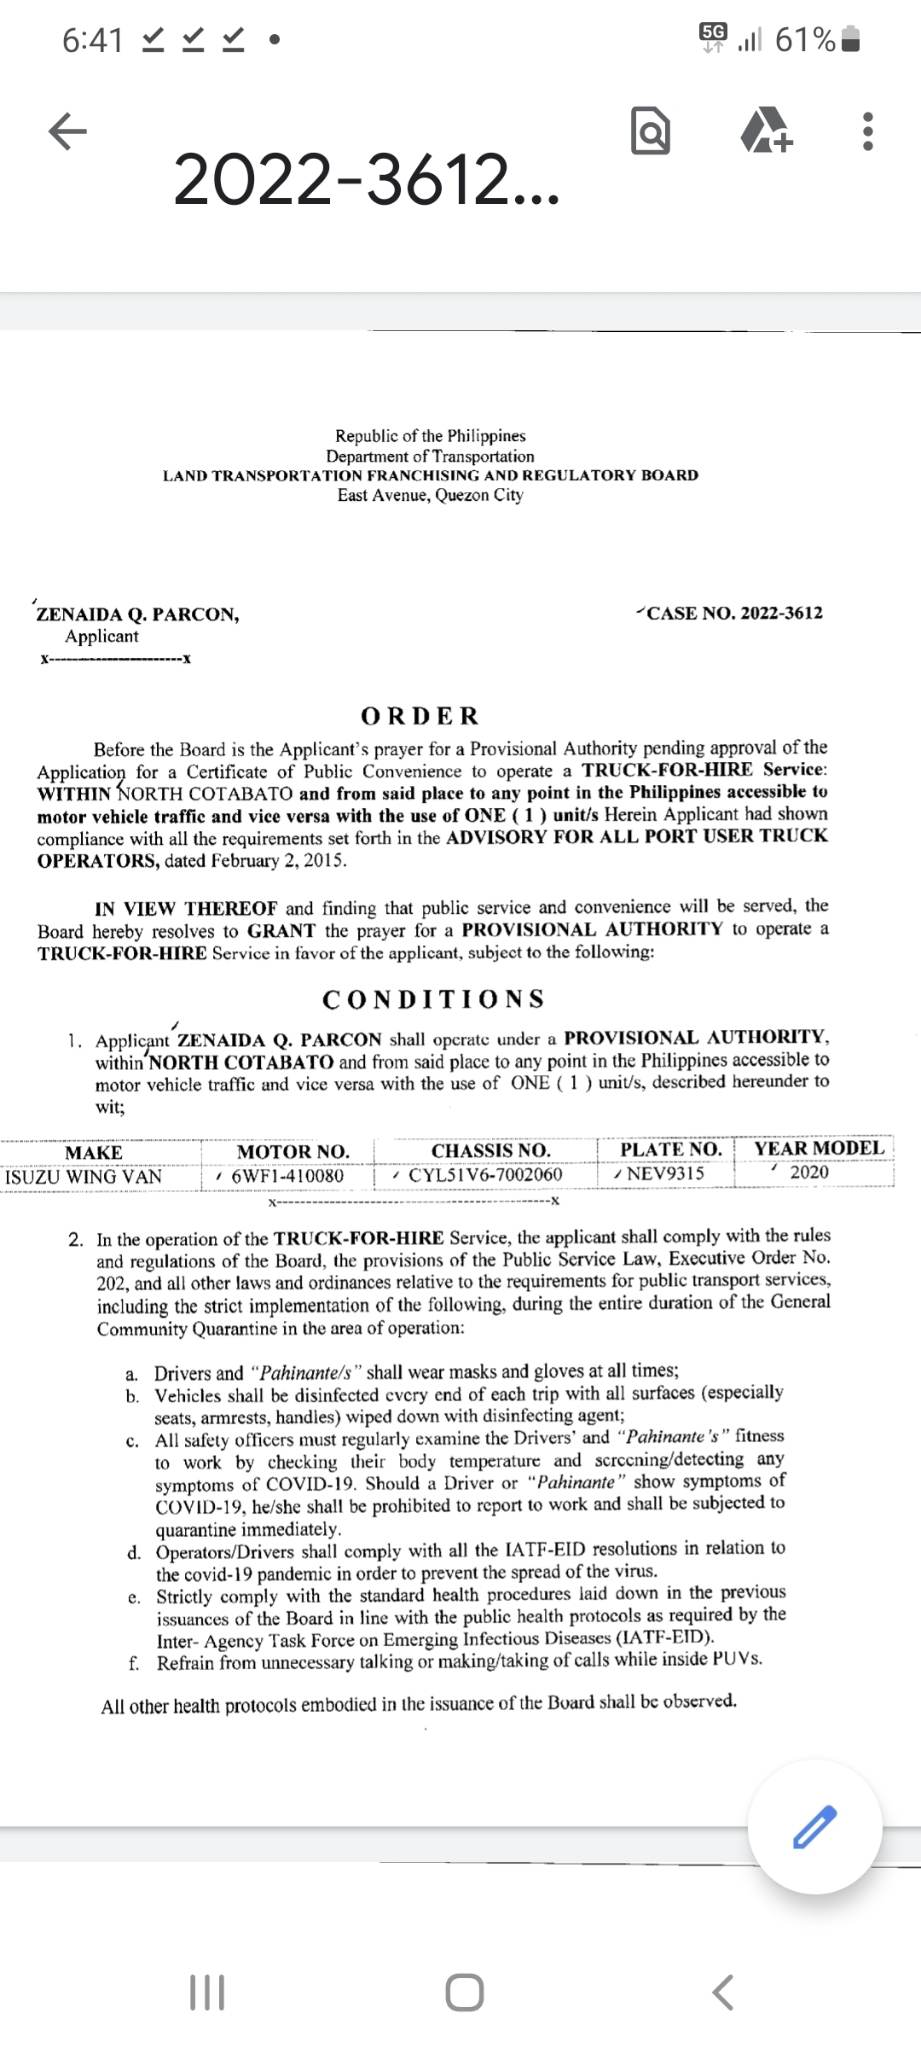 6:41
5G 61%
2022-3612...
Republic of the Philippines
Department of Transportation
LAND TRANSPORTATION FRANCHISING AND REGULATORY BOARD
East Avenue, Quezon City
ZENAIDA Q. PARCON,
CASE NO. 2022-3612
Applicant
x-----------------------x
ORDER
Before the Board is the Applicant's prayer for a Provisional Authority pending approval of the
Application for a Certificate of Public Convenience to operate a TRUCK-FOR-HIRE Service:
WITHIN NORTH COTABATO and from said place to any point in the Philippines accessible to
motor vehicle traffic and vice versa with the use of ONE ( 1 ) unit/s Herein Applicant had shown
compliance with all the requirements set forth in the ADVISORY FOR ALL PORT USER TRUCK
OPERATORS, dated February 2, 2015.
IN VIEW THEREOF and finding that public service and convenience will be served, the
Board hereby resolves to GRANT the prayer for a PROVISIONAL AUTHORITY to operate a
TRUCK-FOR-HIRE Service in favor of the applicant, subject to the following:
CONDITIONS
1. Applicant ZENAIDA Q. PARCON shall operate under a PROVISIONAL AUTHORITY,
within NORTH COTABATO and from said place to any point in the Philippines accessible to
motor vehicle traffic and vice versa with the use of ONE ( 1 ) unit/s, described hereunder to
wit;
MAKE MOTOR NO. CHASSIS NO. PLATE NO. YEAR MODEL
ISUZU WING VAN 6WF1-410080 CYL51V6-7002060 NEV9315 2020
x---------------------------------------------x
2. In the operation of the TRUCK-FOR-HIRE Service, the applicant shall comply with the rules
and regulations of the Board, the provisions of the Public Service Law, Executive Order No.
202, and all other laws and ordinances relative to the requirements for public transport services,
including the strict implementation of the following, during the entire duration of the General
Community Quarantine in the area of operation:
a. Drivers and “Pahinante/s” shall wear masks and gloves at all times;
b. Vehicles shall be disinfected every end of each trip with all surfaces (especially
seats, armrests, handles) wiped down with disinfecting agent;
c. All safety officers must regularly examine the Drivers' and “Pahinante's” fitness
to work by checking their body temperature and screening/detecting any
symptoms of COVID-19. Should a Driver or “Pahinante” show symptoms of
COVID-19, he/she shall be prohibited to report to work and shall be subjected to
quarantine immediately.
d. Operators/Drivers shall comply with all the IATF-EID resolutions in relation to
the covid-19 pandemic in order to prevent the spread of the virus.
e. Strictly comply with the standard health procedures laid down in the previous
issuances of the Board in line with the public health protocols as required by the
Inter- Agency Task Force on Emerging Infectious Diseases (IATF-EID).
f. Refrain from unnecessary talking or making/taking of calls while inside PUVs.
All other health protocols embodied in the issuance of the Board shall be observed.